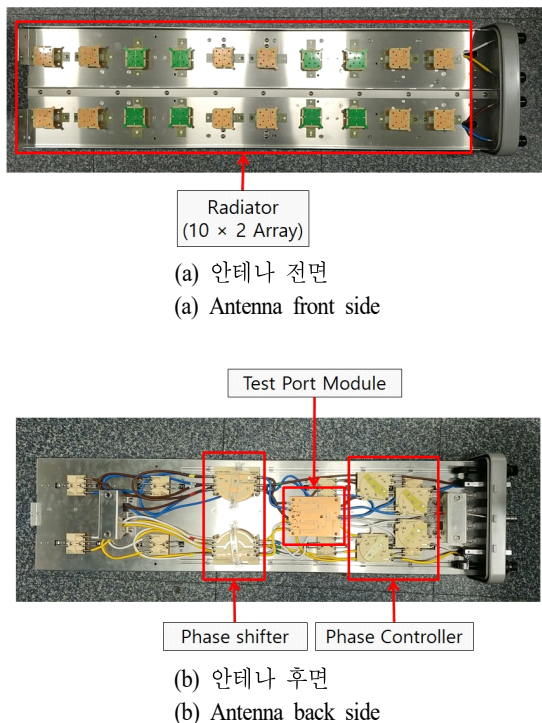 Radiator
(10 × 2 Array)
(a) 안테나 전면
(a) Antenna front side
Test Port Module
Phase shifter
Phase Controller
(b) 안테나 후면
(b) Antenna back side